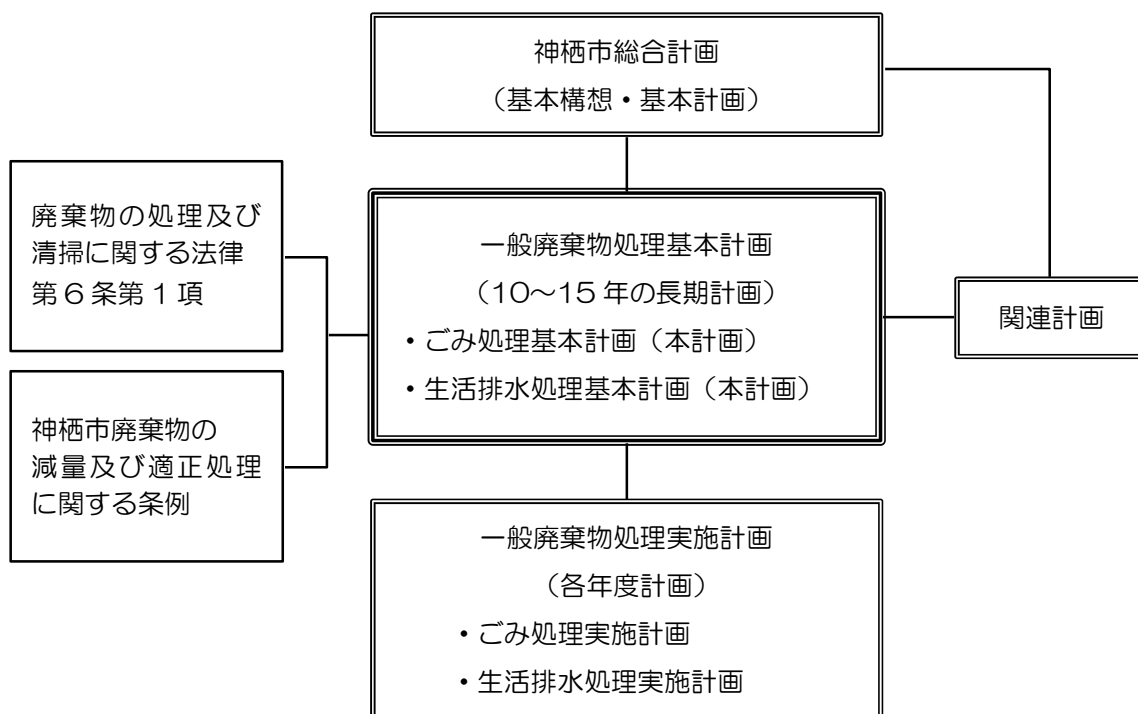 神栖市総合計画
（基本構想・基本計画）
廃棄物の処理及び
清掃に関する法律
第6条第1項
神栖市廃棄物の
減量及び適正処理
に関する条例
一般廃棄物処理基本計画
（10～15年の長期計画）
・ごみ処理基本計画（本計画）
・生活排水処理基本計画（本計画）
関連計画
一般廃棄物処理実施計画
（各年度計画）
・ごみ処理実施計画
・生活排水処理実施計画